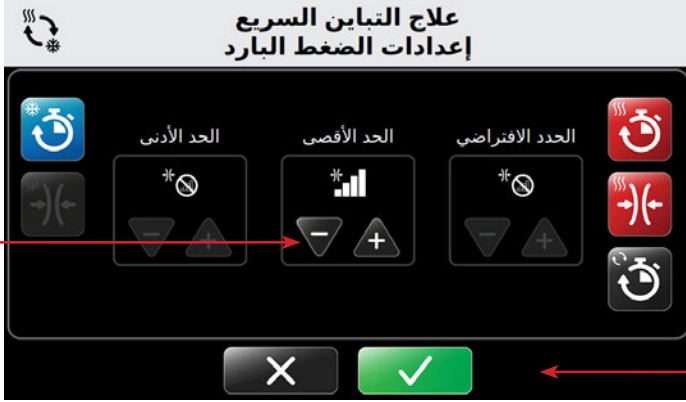 علاج التباين السريع
إعدادات الضغط البارد
الحدد الافتراضي
الحد الأقصى
الحد الأدنى